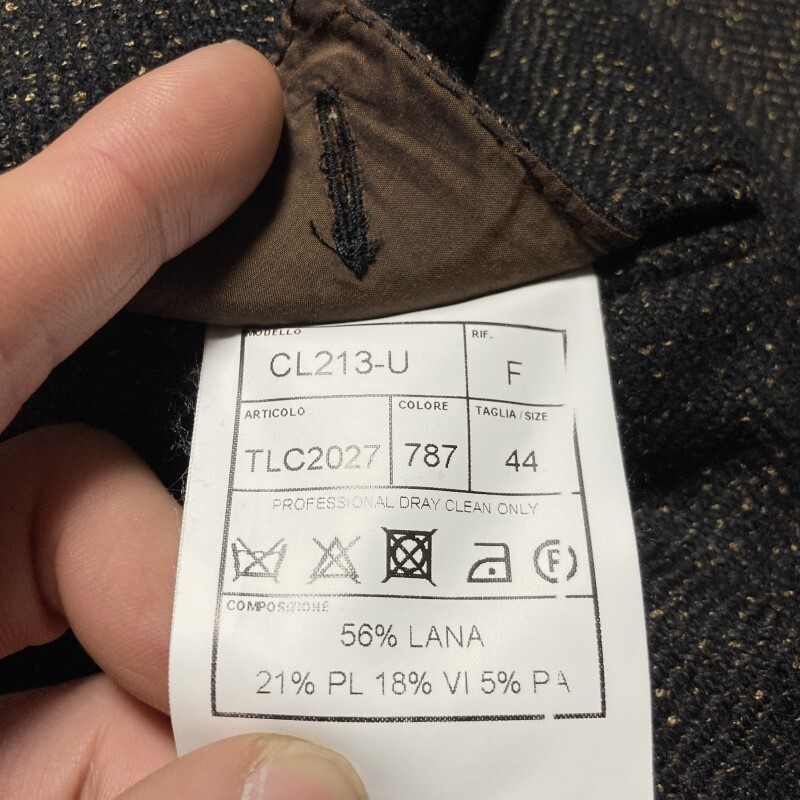 MODELLO
RIF.
CL213-U
F
ARTICOLO
COLORE
TAGLIA / SIZE
TLC2027
787
44
PROFESSIONAL DRAY CLEAN ONLY
F
COMPOSITIONE
56% LANA
21% PL 18% VI 5% PA